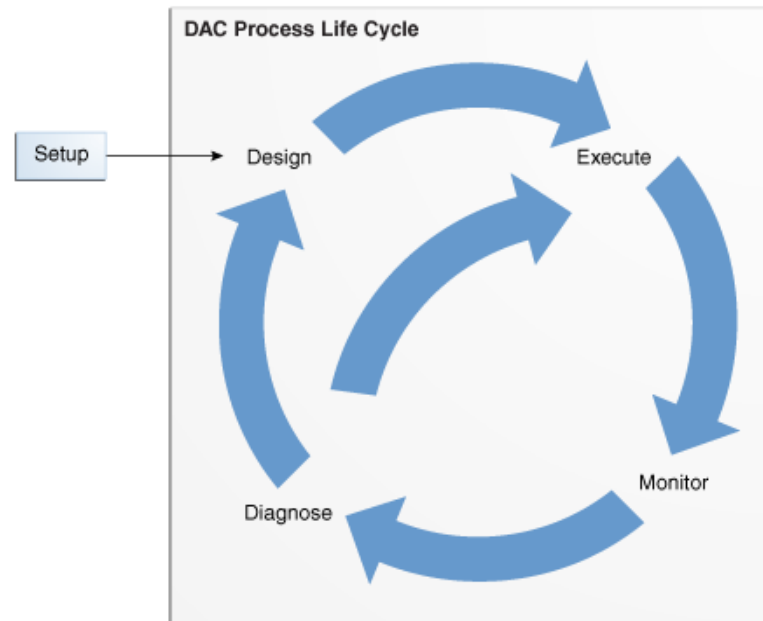 DAC Process Life Cycle
Setup
Design
Execute
Monitor
Diagnose